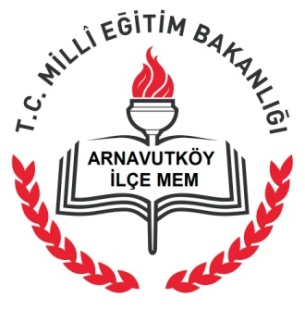 T.C. MİLLÎ EĞİTİM BAKANLIĞI
ARNAVUTKÖY
İLÇE MEM